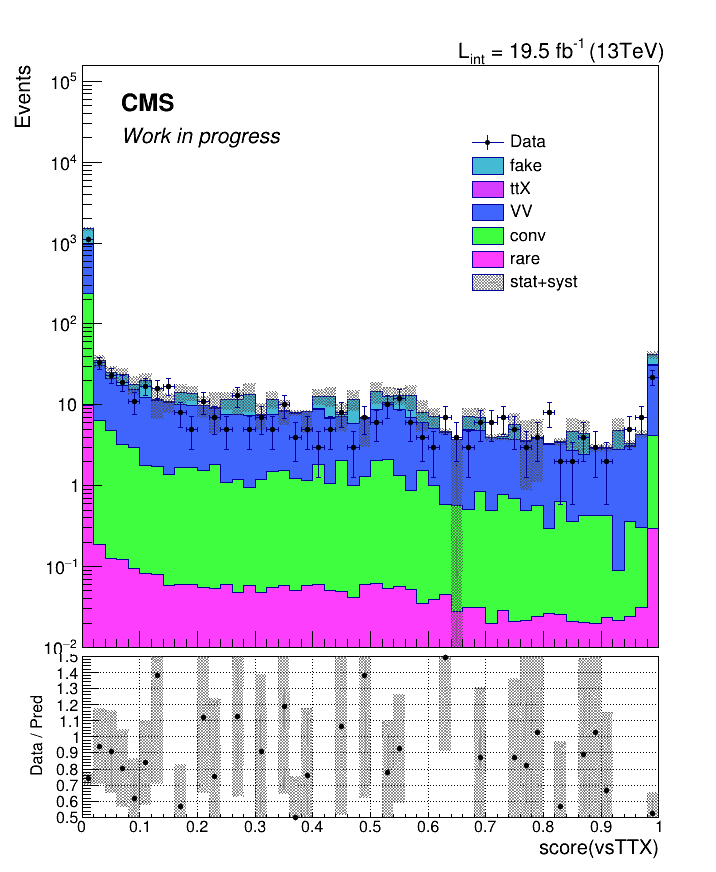 L_int = 19.5 fb^-1 (13TeV)
Events
CMS
Work in progress
Data
fake
ttX
VV
conv
rare
stat+syst
10^5
10^4
10^3
10^2
10
1
10^-1
10^-2
Data / Pred
1.5
1.4
1.3
1.2
1.1
1
0.9
0.8
0.7
0.6
0.5
0 0.1 0.2 0.3 0.4 0.5 0.6 0.7 0.8 0.9 1
score(vsTTX)